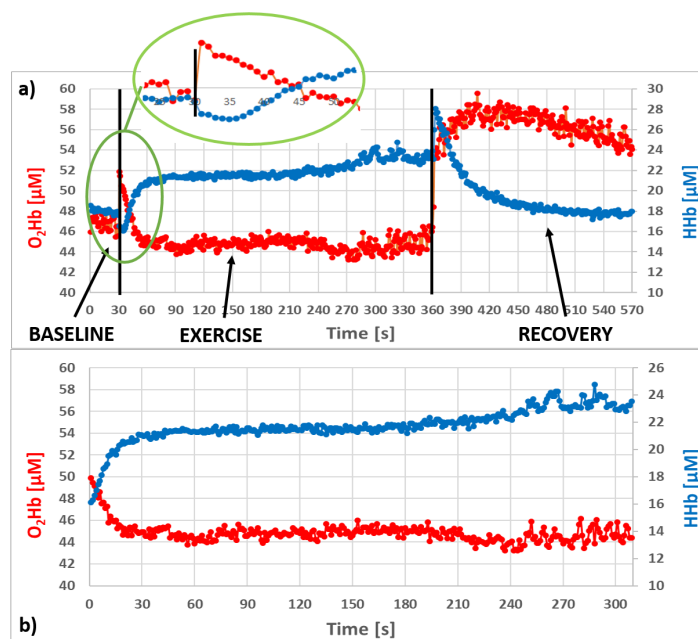 a)
25 30 35 40 45 50
O₂Hb [µM]
60 58 56 54 52 50 48 46 44 42 40
HHb [µM]
30 28 26 24 22 20 18 16 14 12 10
0 30 60 90 120 150 180 210 240 270 300 330 360 390 420 450 480 510 540 570
BASELINE EXERCISE Time [s] RECOVERY
O₂Hb [µM]
60 58 56 54 52 50 48 46 44 42 40
HHb [µM]
26 24 22 20 18 16 14 12 10
0 30 60 90 120 150 180 210 240 270 300
b)
Time [s]